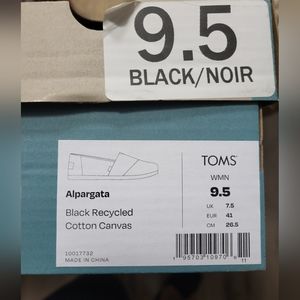 9.5
BLACK/NOIR
TOMS®
WMN
9.5
UK 7.5
EUR 41
CM 26.5
Alpargata
Black Recycled
Cotton Canvas
10017732
MADE IN CHINA